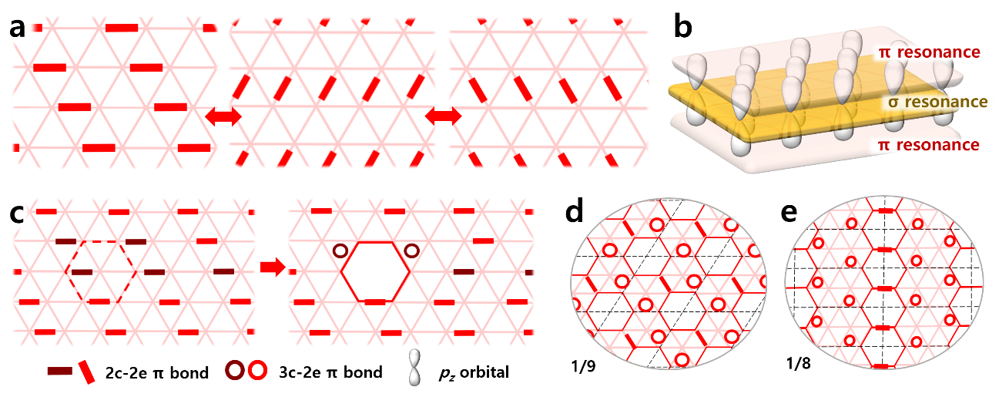 a
b
π resonance
σ resonance
π resonance
c
d
e
1/9
1/8
2c-2e π bond
3c-2e π bond
pz orbital